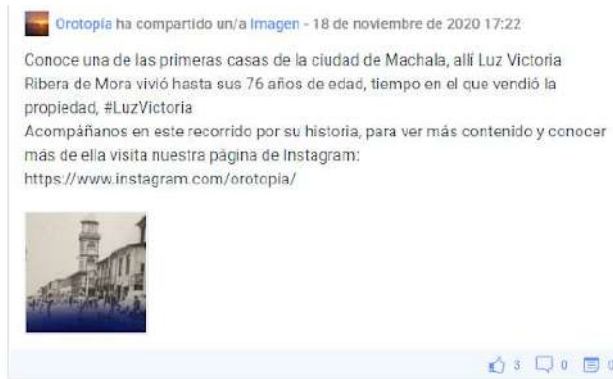 Orotopía ha compartido un/a Imagen - 18 de noviembre de 2020 17:22
Conoce una de las primeras casas de la ciudad de Machala, allí Luz Victoria
Ribera de Mora vivió hasta sus 76 años de edad, tiempo en el que vendió la
propiedad, #LuzVictoria
Acompáñanos en este recorrido por su historia, para ver más contenido y conocer
más de ella visita nuestra página de Instagram:
https://www.instagram.com/orotopia/
3 0